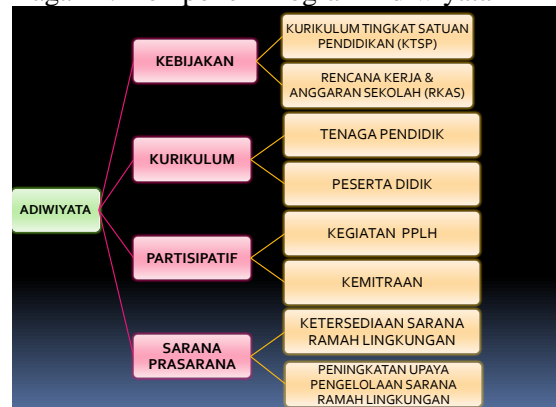 KURIKULUM TINGKAT SATUAN
PENDIDIKAN (KTSP)
KEBIJAKAN
RENCANA KERJA &
ANGGARAN SEKOLAH (RKAS)
TENAGA PENDIDIK
KURIKULUM
PESERTA DIDIK
ADIWIYATA
KEGIATAN PPLH
PARTISIPATIF
KEMITRAAN
KETERSEDIAAN SARANA
RAMAH LINGKUNGAN
SARANA
PRASARANA
PENINGKATAN UPAYA
PENGELOLAAN SARANA
RAMAH LINGKUNGAN